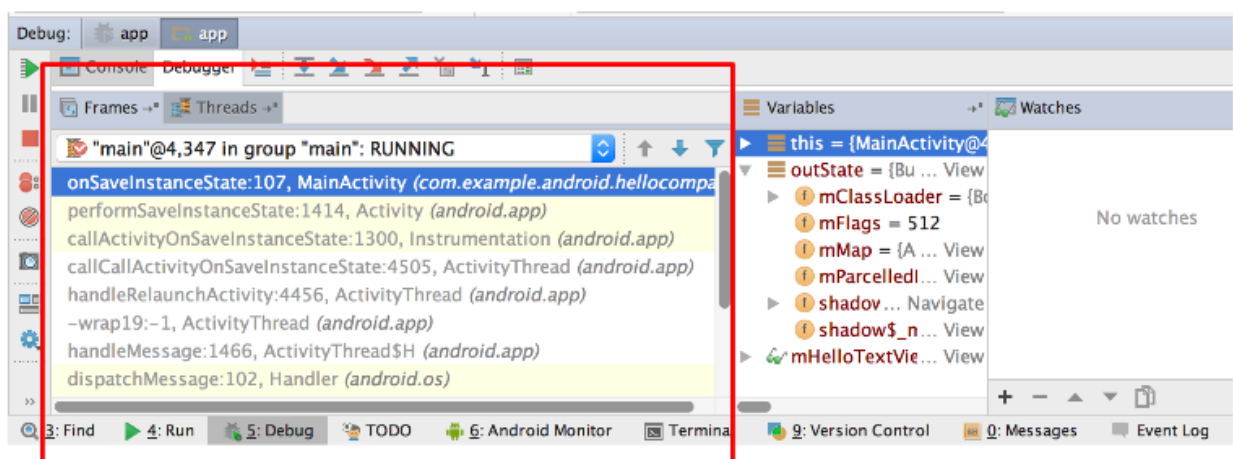 Debug: app app
Console Debugger
Frames Threads
"main"@4,347 in group "main": RUNNING
onSaveInstanceState:107, MainActivity (com.example.android.hellocompa
performSaveInstanceState:1414, Activity (android.app)
callActivityOnSaveInstanceState:1300, Instrumentation (android.app)
callCallActivityOnSaveInstanceState:4505, ActivityThread (android.app)
handleRelaunchActivity:4456, ActivityThread (android.app)
-wrap19:-1, ActivityThread (android.app)
handleMessage:1466, ActivityThread$H (android.app)
dispatchMessage:102, Handler (android.os)
Variables
this = {MainActivity@4
outState = {Bu ... View
mClassLoader = {Bo
mFlags = 512
mMap = {A ... View
mParcelledI... View
shadov... Navigate
shadow$_n... View
mHelloTextVie... View
Watches
No watches
3: Find 4: Run 5: Debug TODO 6: Android Monitor Termina 9: Version Control 0: Messages Event Log